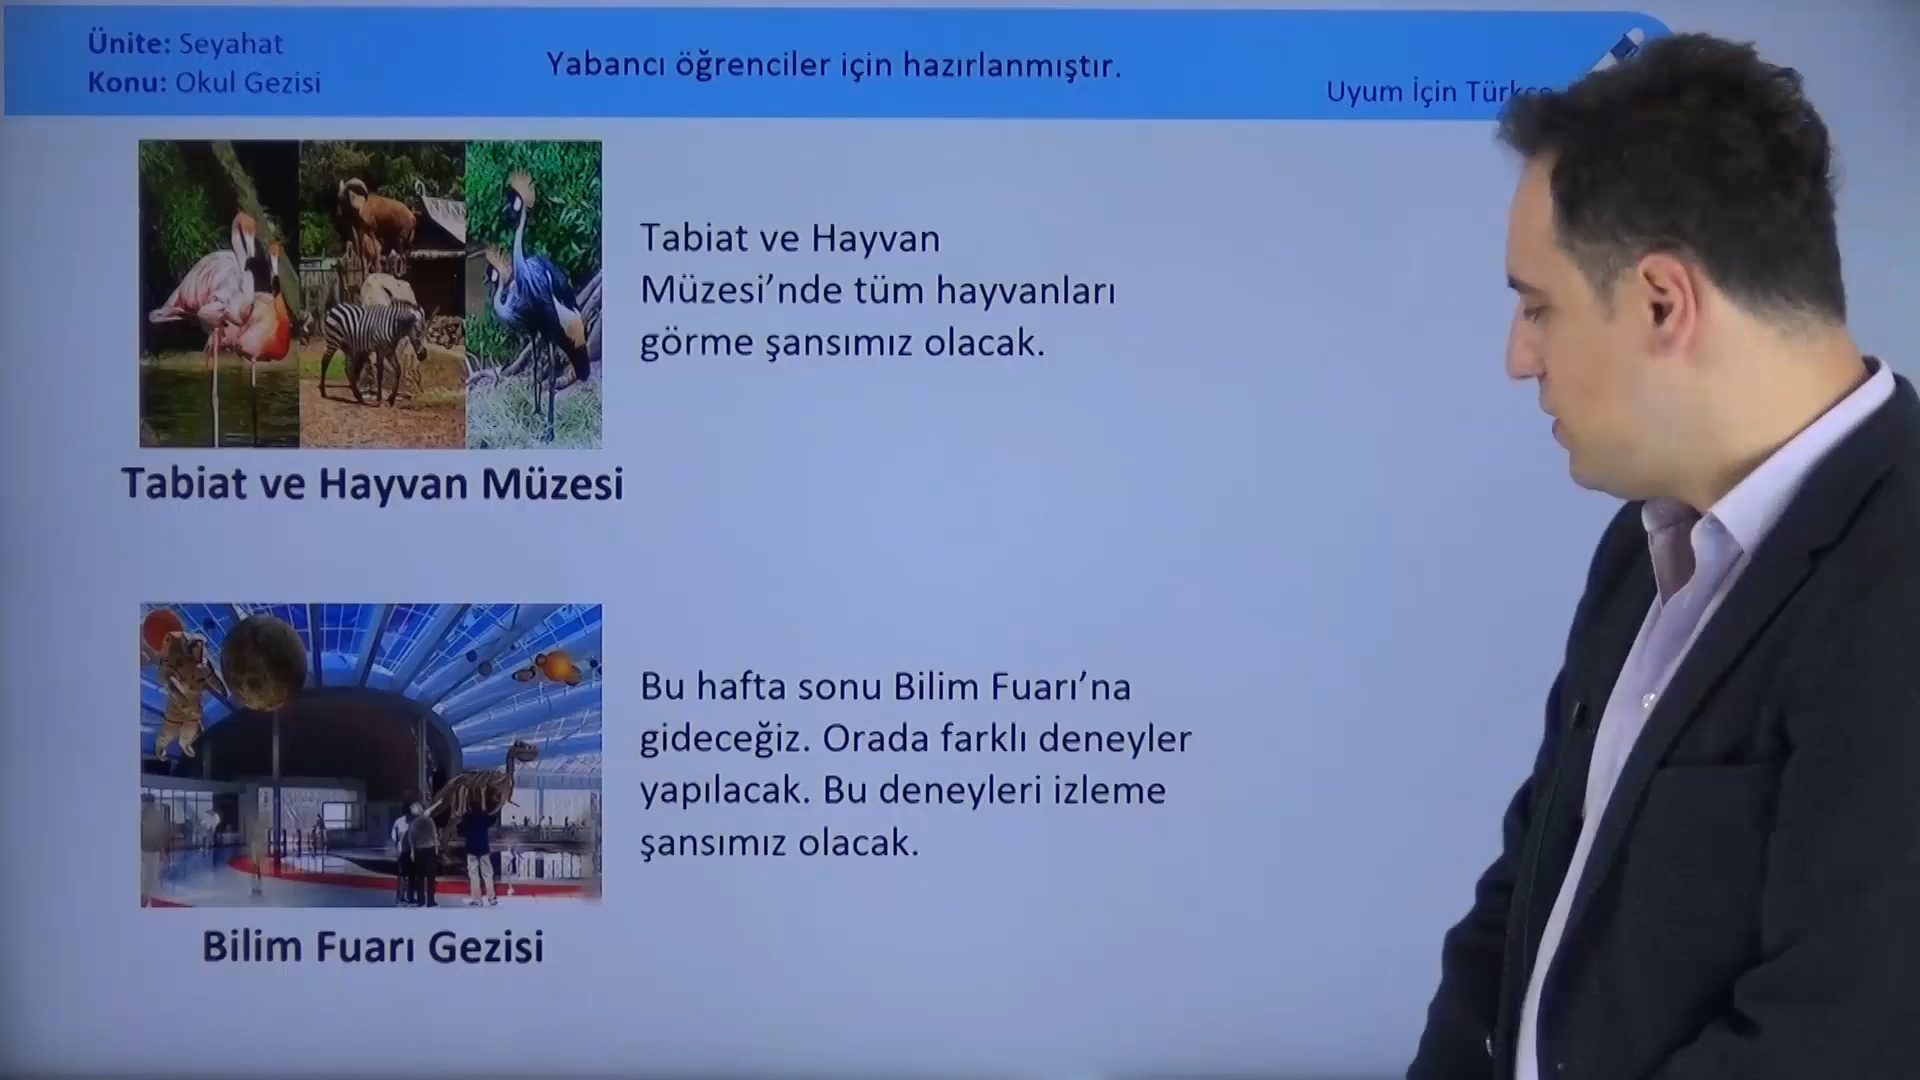 Ünite: Seyahat
Konu: Okul Gezisi
Yabancı öğrenciler için hazırlanmıştır.
Uyum İçin Türkçe
Tabiat ve Hayvan
Müzesi’nde tüm hayvanları
görme şansımız olacak.
Tabiat ve Hayvan Müzesi
Bu hafta sonu Bilim Fuarı’na
gideceğiz. Orada farklı deneyler
yapılacak. Bu deneyleri izleme
şansımız olacak.
Bilim Fuarı Gezisi